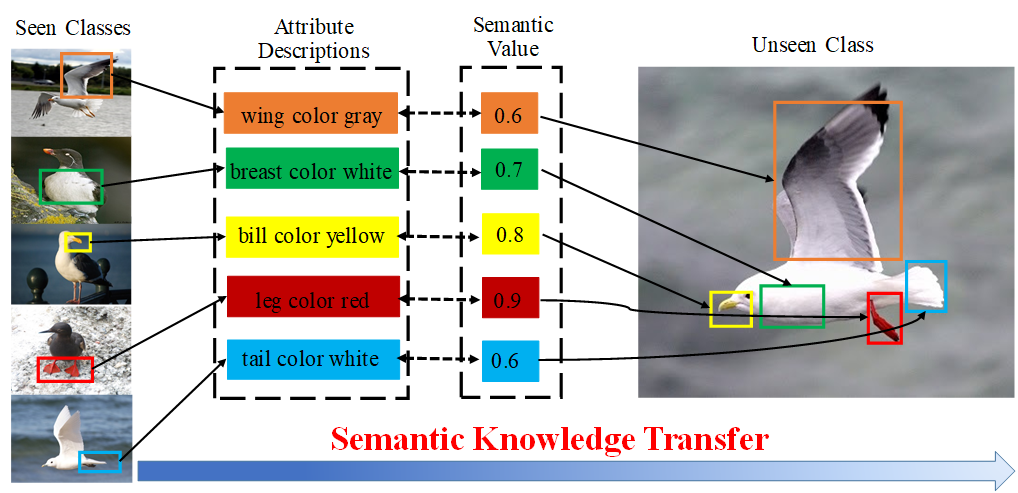 Seen Classes
Attribute
Descriptions
Semantic
Value
Unseen Class
wing color gray
0.6
breast color white
0.7
bill color yellow
0.8
leg color red
0.9
tail color white
0.6
Semantic Knowledge Transfer